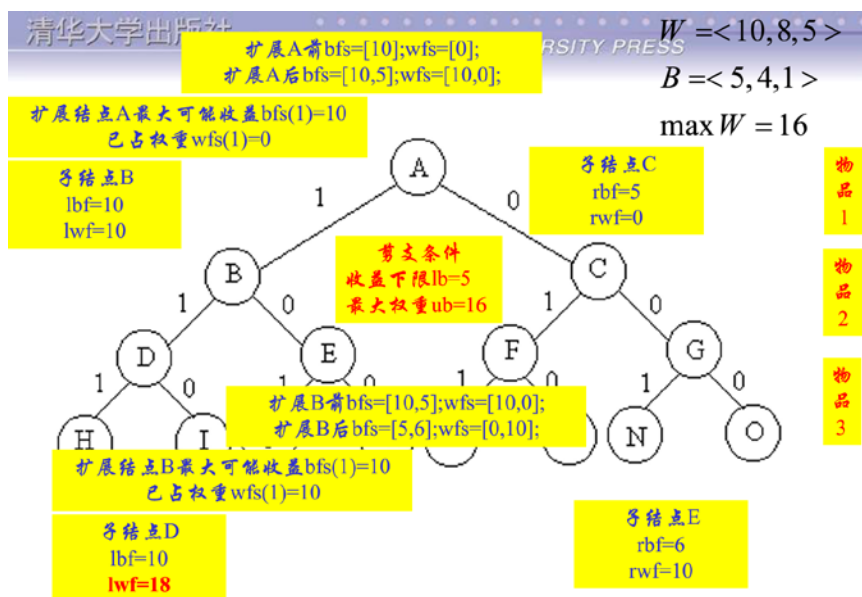 清华大学出版社
RSITY PRESS
扩展A前bfs=[10];wfs=[0];
扩展A后bfs=[10,5];wfs=[10,0];
W =<10,8,5>
B =<5,4,1>
max W =16
扩展结点A最大可能收益bfs(1)=10
已占权重wfs(1)=0
子结点B
lbf=10
lwf=10
A
子结点C
rbf=5
rwf=0
物
品
1
1
0
剪支条件
收益下限lb=5
最大权重ub=16
B
C
物
品
2
1
0
1
0
D
E
F
G
物
品
3
1
0
1
0
扩展B前bfs=[10,5];wfs=[10,0];
扩展B后bfs=[5,6];wfs=[0,10];
H
I
N
O
扩展结点B最大可能收益bfs(1)=10
已占权重wfs(1)=10
子结点D
lbf=10
lwf=18
子结点E
rbf=6
rwf=10